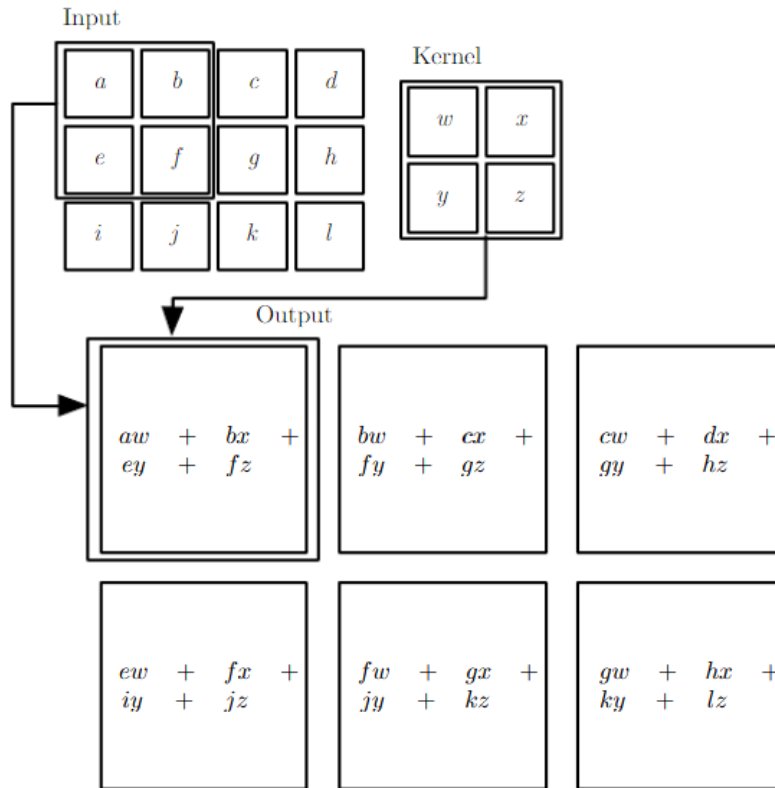 Input
a b c d
Kernel
w x
e f g h
y z
i j k l
Output
aw + bx +
ey + fz
bw + cx +
fy + gz
cw + dx +
gy + hz
ew + fx +
iy + jz
fw + gx +
jy + kz
gw + hx +
ky + lz